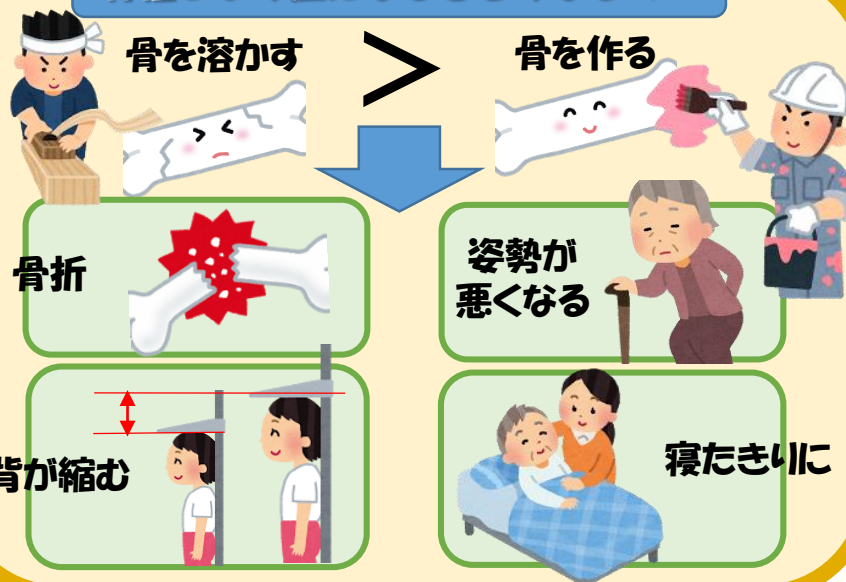 骨を溶かす
>
骨を作る
骨折
姿勢が
悪くなる
背が縮む
寝たきりに